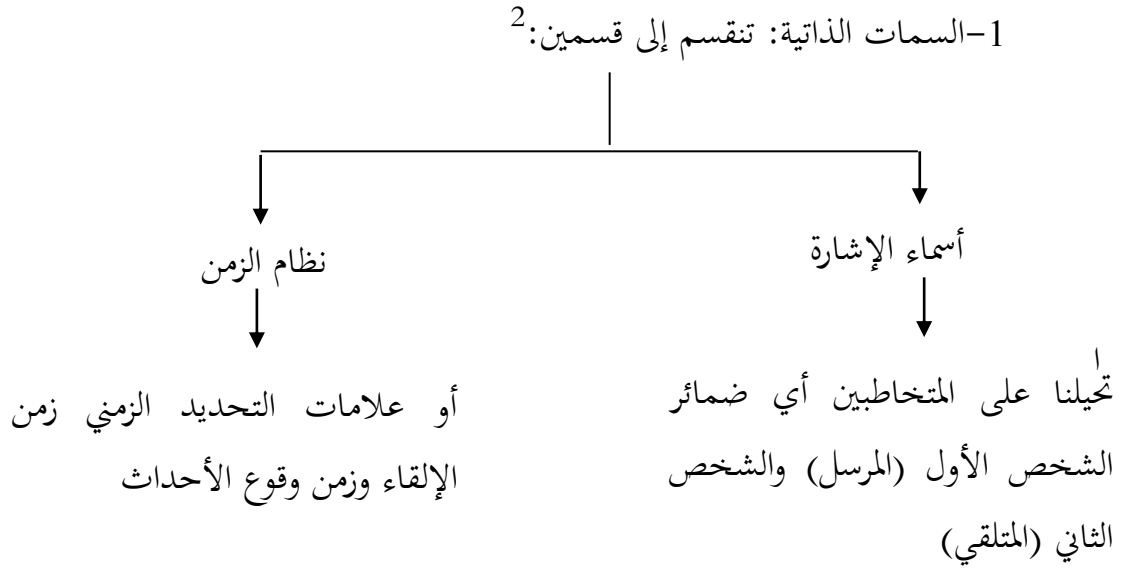 1-السمات الذاتية: تنقسم إلى قسمين:2
أسماء الإشارة
نظام الزمن
ا
تحيلنا على المتخاطبين أي ضمائر
الشخص الأول (المرسل) والشخص
الثاني (المتلقي)
أو علامات التحديد الزمني زمن
الإلقاء وزمن وقوع الأحداث